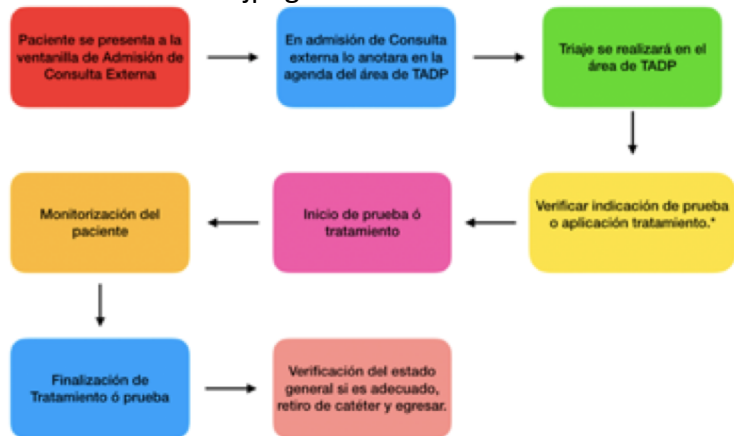 Paciente se presenta a la
ventanilla de Admisión de
Consulta Externa
En admisión de Consulta
externa lo anotara en la
agenda del área de TADP
Triaje se realizará en el
área de TADP
Verificar indicación de prueba
o aplicación tratamiento.*
Inicio de prueba ó
tratamiento
Monitorización del
paciente
Finalización de
Tratamiento ó prueba
Verificación del estado
general si es adecuado,
retiro de catéter y egresar.